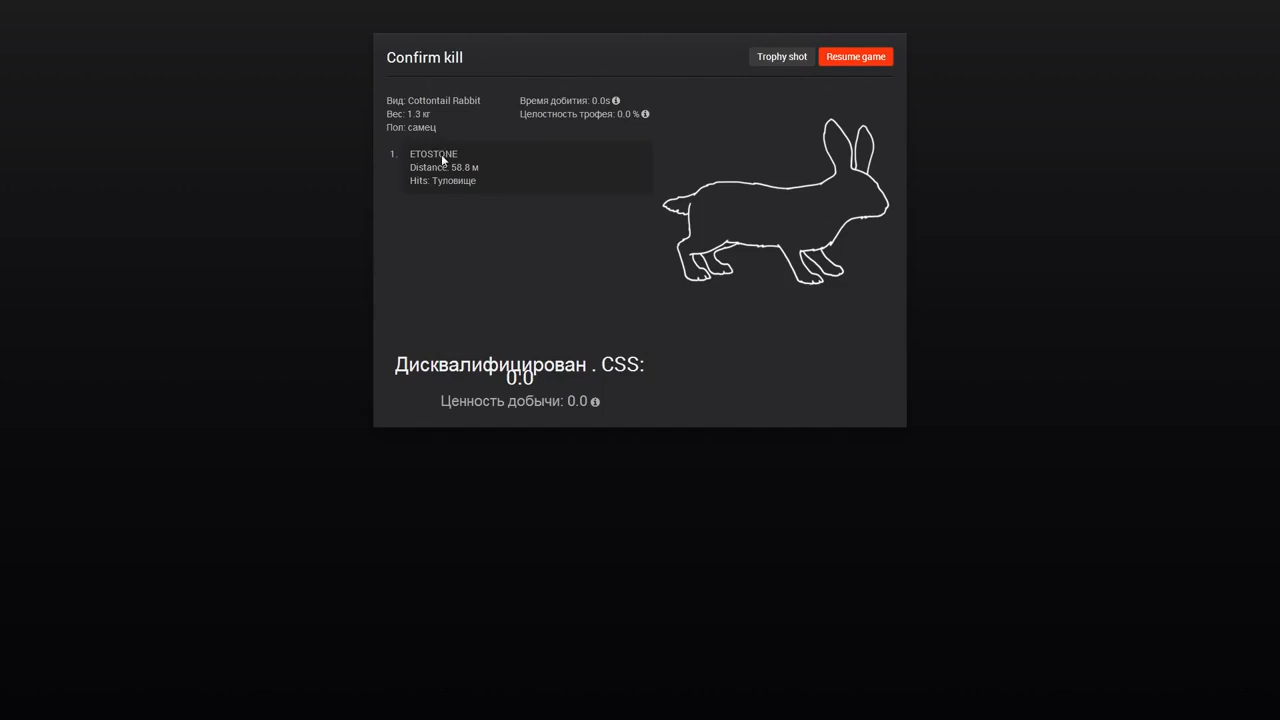 Confirm kill
Trophy shot
Resume game
Вид: Cottontail Rabbit
Вес: 1.3 кг
Пол: самец
Время добития: 0.0s
Целостность трофея: 0.0 %
1. ETOSTONE
Distance: 58.8 м
Hits: Туловище
Дисквалифицирован . CSS:
0.0
Ценность добычи: 0.0